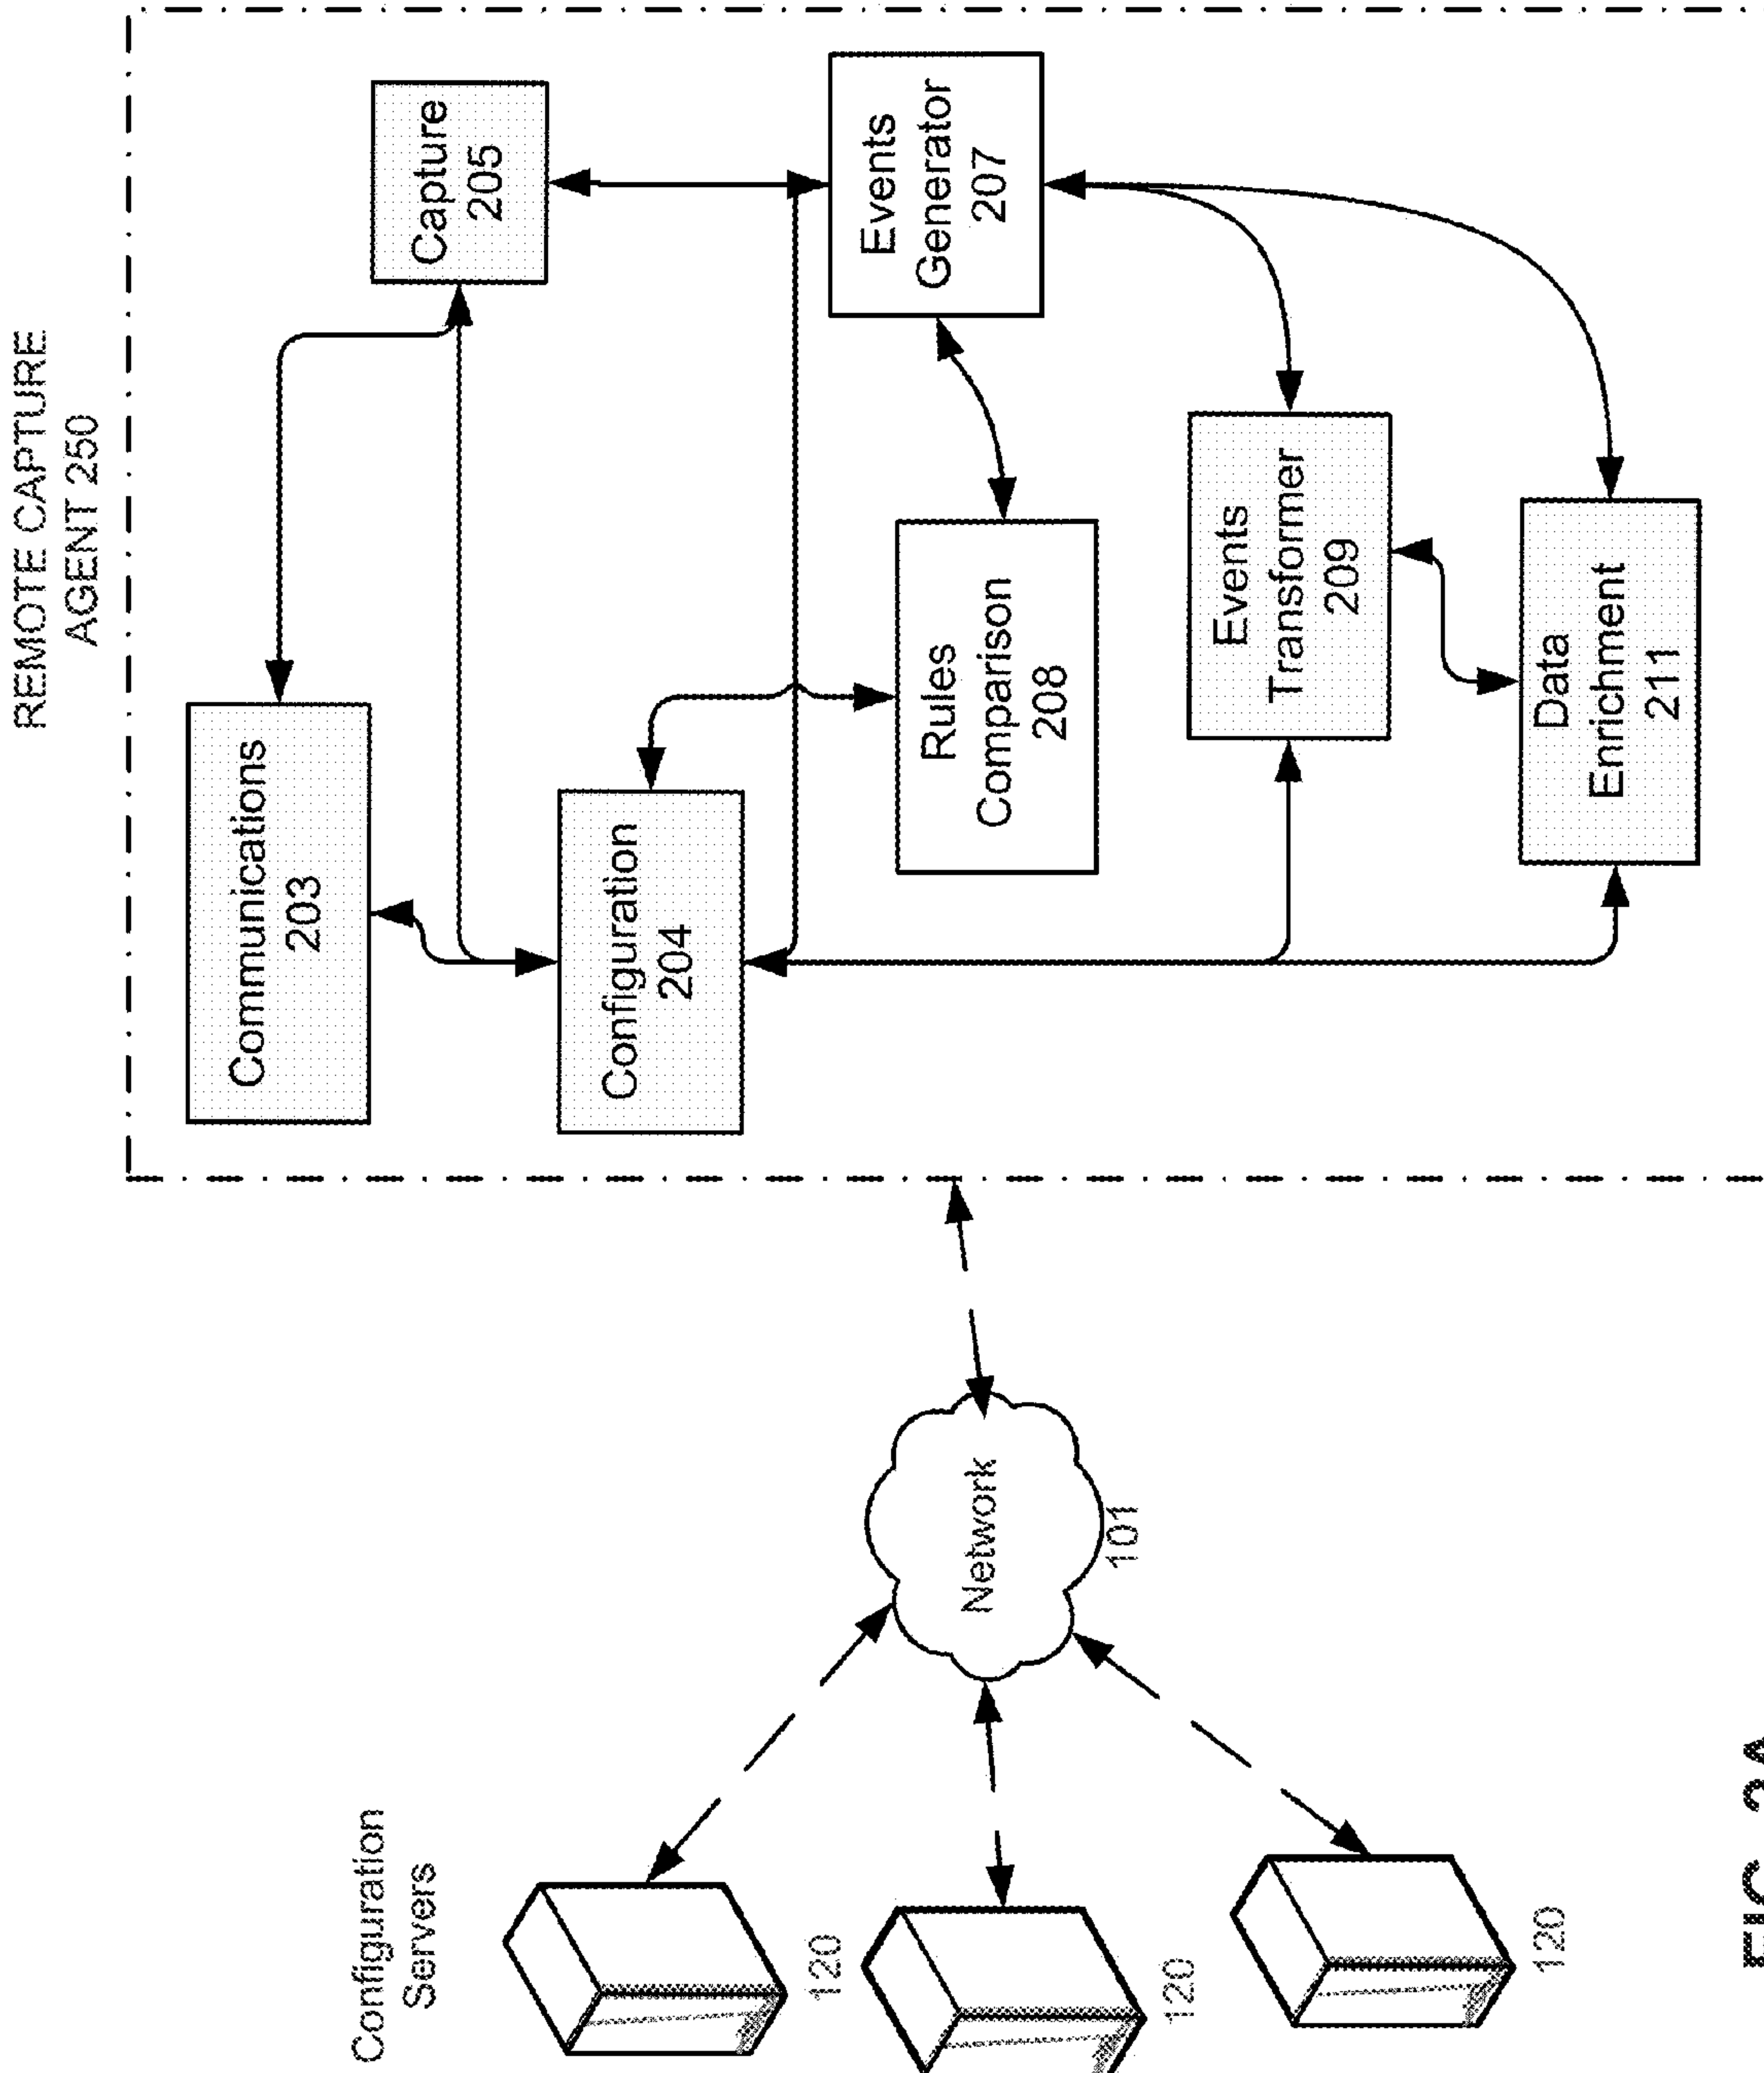 REMOTE CAPTURE
AGENT 250
Communications
203
Capture
205
Configuration
204
Events
Generator
207
Rules
Comparison
208
Events
Transformer
209
Data
Enrichment
211
Configuration
Servers
120
120
120
Network
101